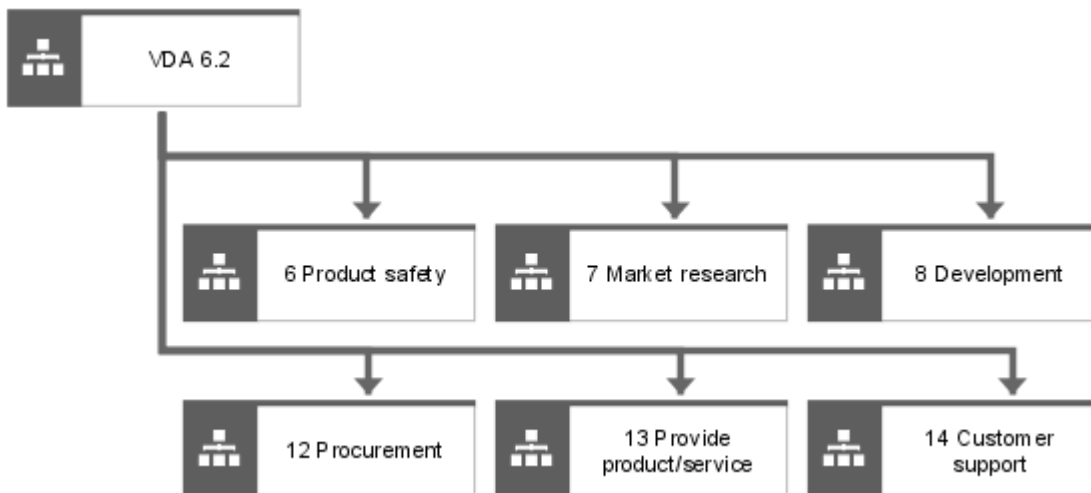 VDA 6.2
6 Product safety
7 Market research
8 Development
12 Procurement
13 Provide
product/service
14 Customer
support